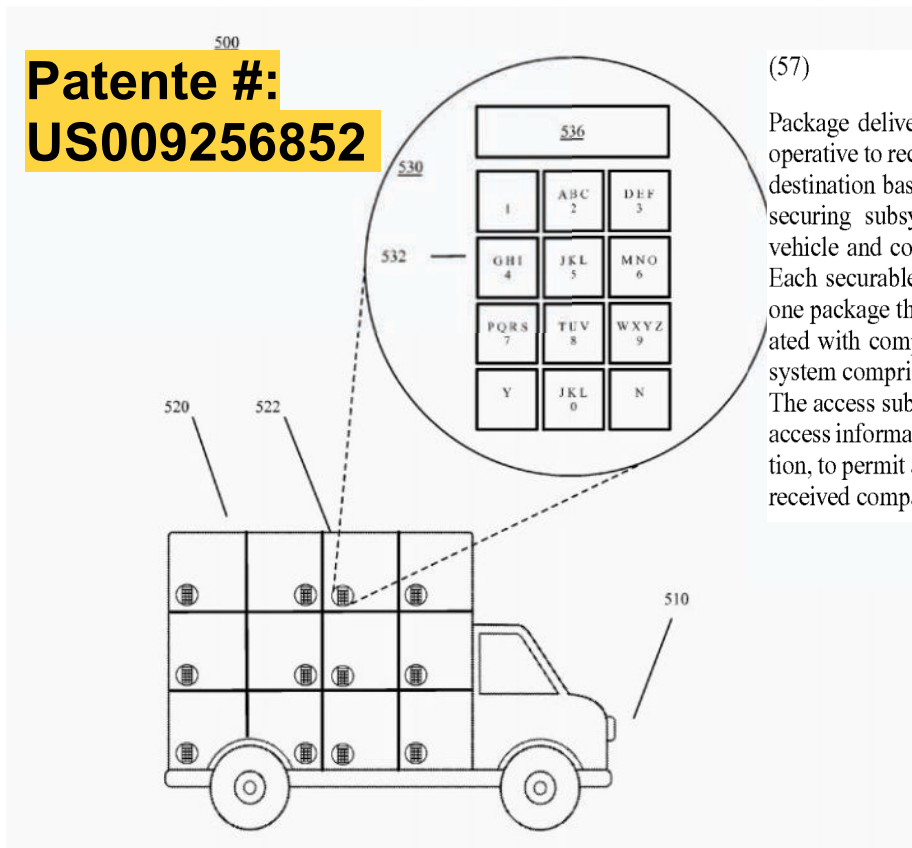 500
Patente #:
US009256852
530
536
1
ABC
2
DEF
3
532
GHI
4
JKL
5
MNO
6
PQRS
7
TUV
8
WXYZ
9
Y
JKL
0
N
520
522
510
(57)
Package delive
operative to rec
destination bas
securing subsy
vehicle and co
Each securable
one package th
ated with comp
system compri
The access sub
access informa
tion, to permit
received compa